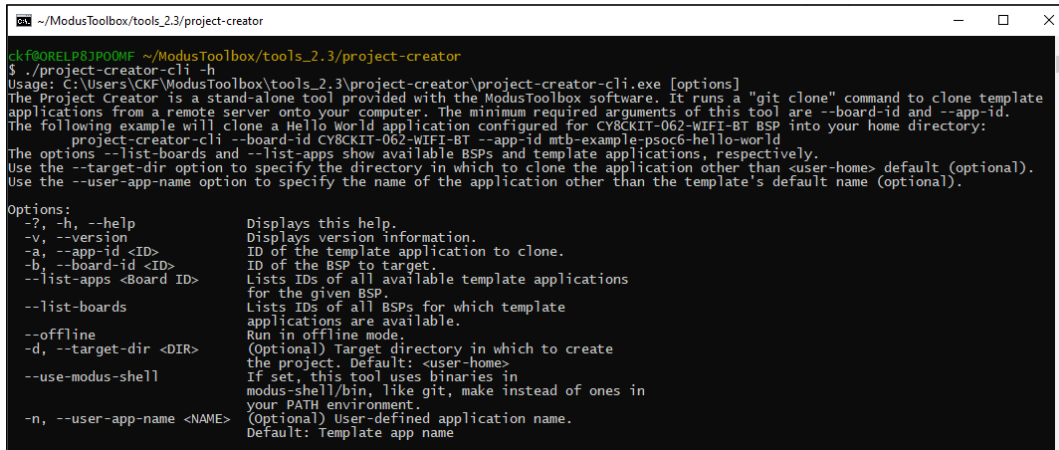 ~/ModusToolbox/tools_2.3/project-creator
ckf@ORELP8JPOOMF ~/ModusToolbox/tools_2.3/project-creator
$ ./project-creator-cli -h
Usage: C:\Users\CKF\ModusToolbox\tools_2.3\project-creator\project-creator-cli.exe [options]
The Project Creator is a stand-alone tool provided with the ModusToolbox software. It runs a "git clone" command to clone template
applications from a remote server onto your computer. The minimum required arguments of this tool are --board-id and --app-id.
The following example will clone a Hello World application configured for CY8CKIT-062-WIFI-BT BSP into your home directory:
project-creator-cli --board-id CY8CKIT-062-WIFI-BT --app-id mtb-example-psoc6-hello-world
The options --list-boards and --list-apps show available BSPs and template applications, respectively.
Use the --target-dir option to specify the directory in which to clone the application other than <user-home> default (optional).
Use the --user-app-name option to specify the name of the application other than the template's default name (optional).
Options:
-?, -h, --help Displays this help.
-v, --version Displays version information.
-a, --app-id <ID> ID of the template application to clone.
-b, --board-id <ID> ID of the BSP to target.
--list-apps <Board ID> Lists IDs of all available template applications
for the given BSP.
--list-boards Lists IDs of all BSPs for which template
applications are available.
--offline Run in offline mode.
-d, --target-dir <DIR> (Optional) Target directory in which to create
the project. Default: <user-home>
--use-modus-shell If set, this tool uses binaries in
modus-shell/bin, like git, make instead of ones in
your PATH environment.
-n, --user-app-name <NAME> (Optional) User-defined application name.
Default: Template app name